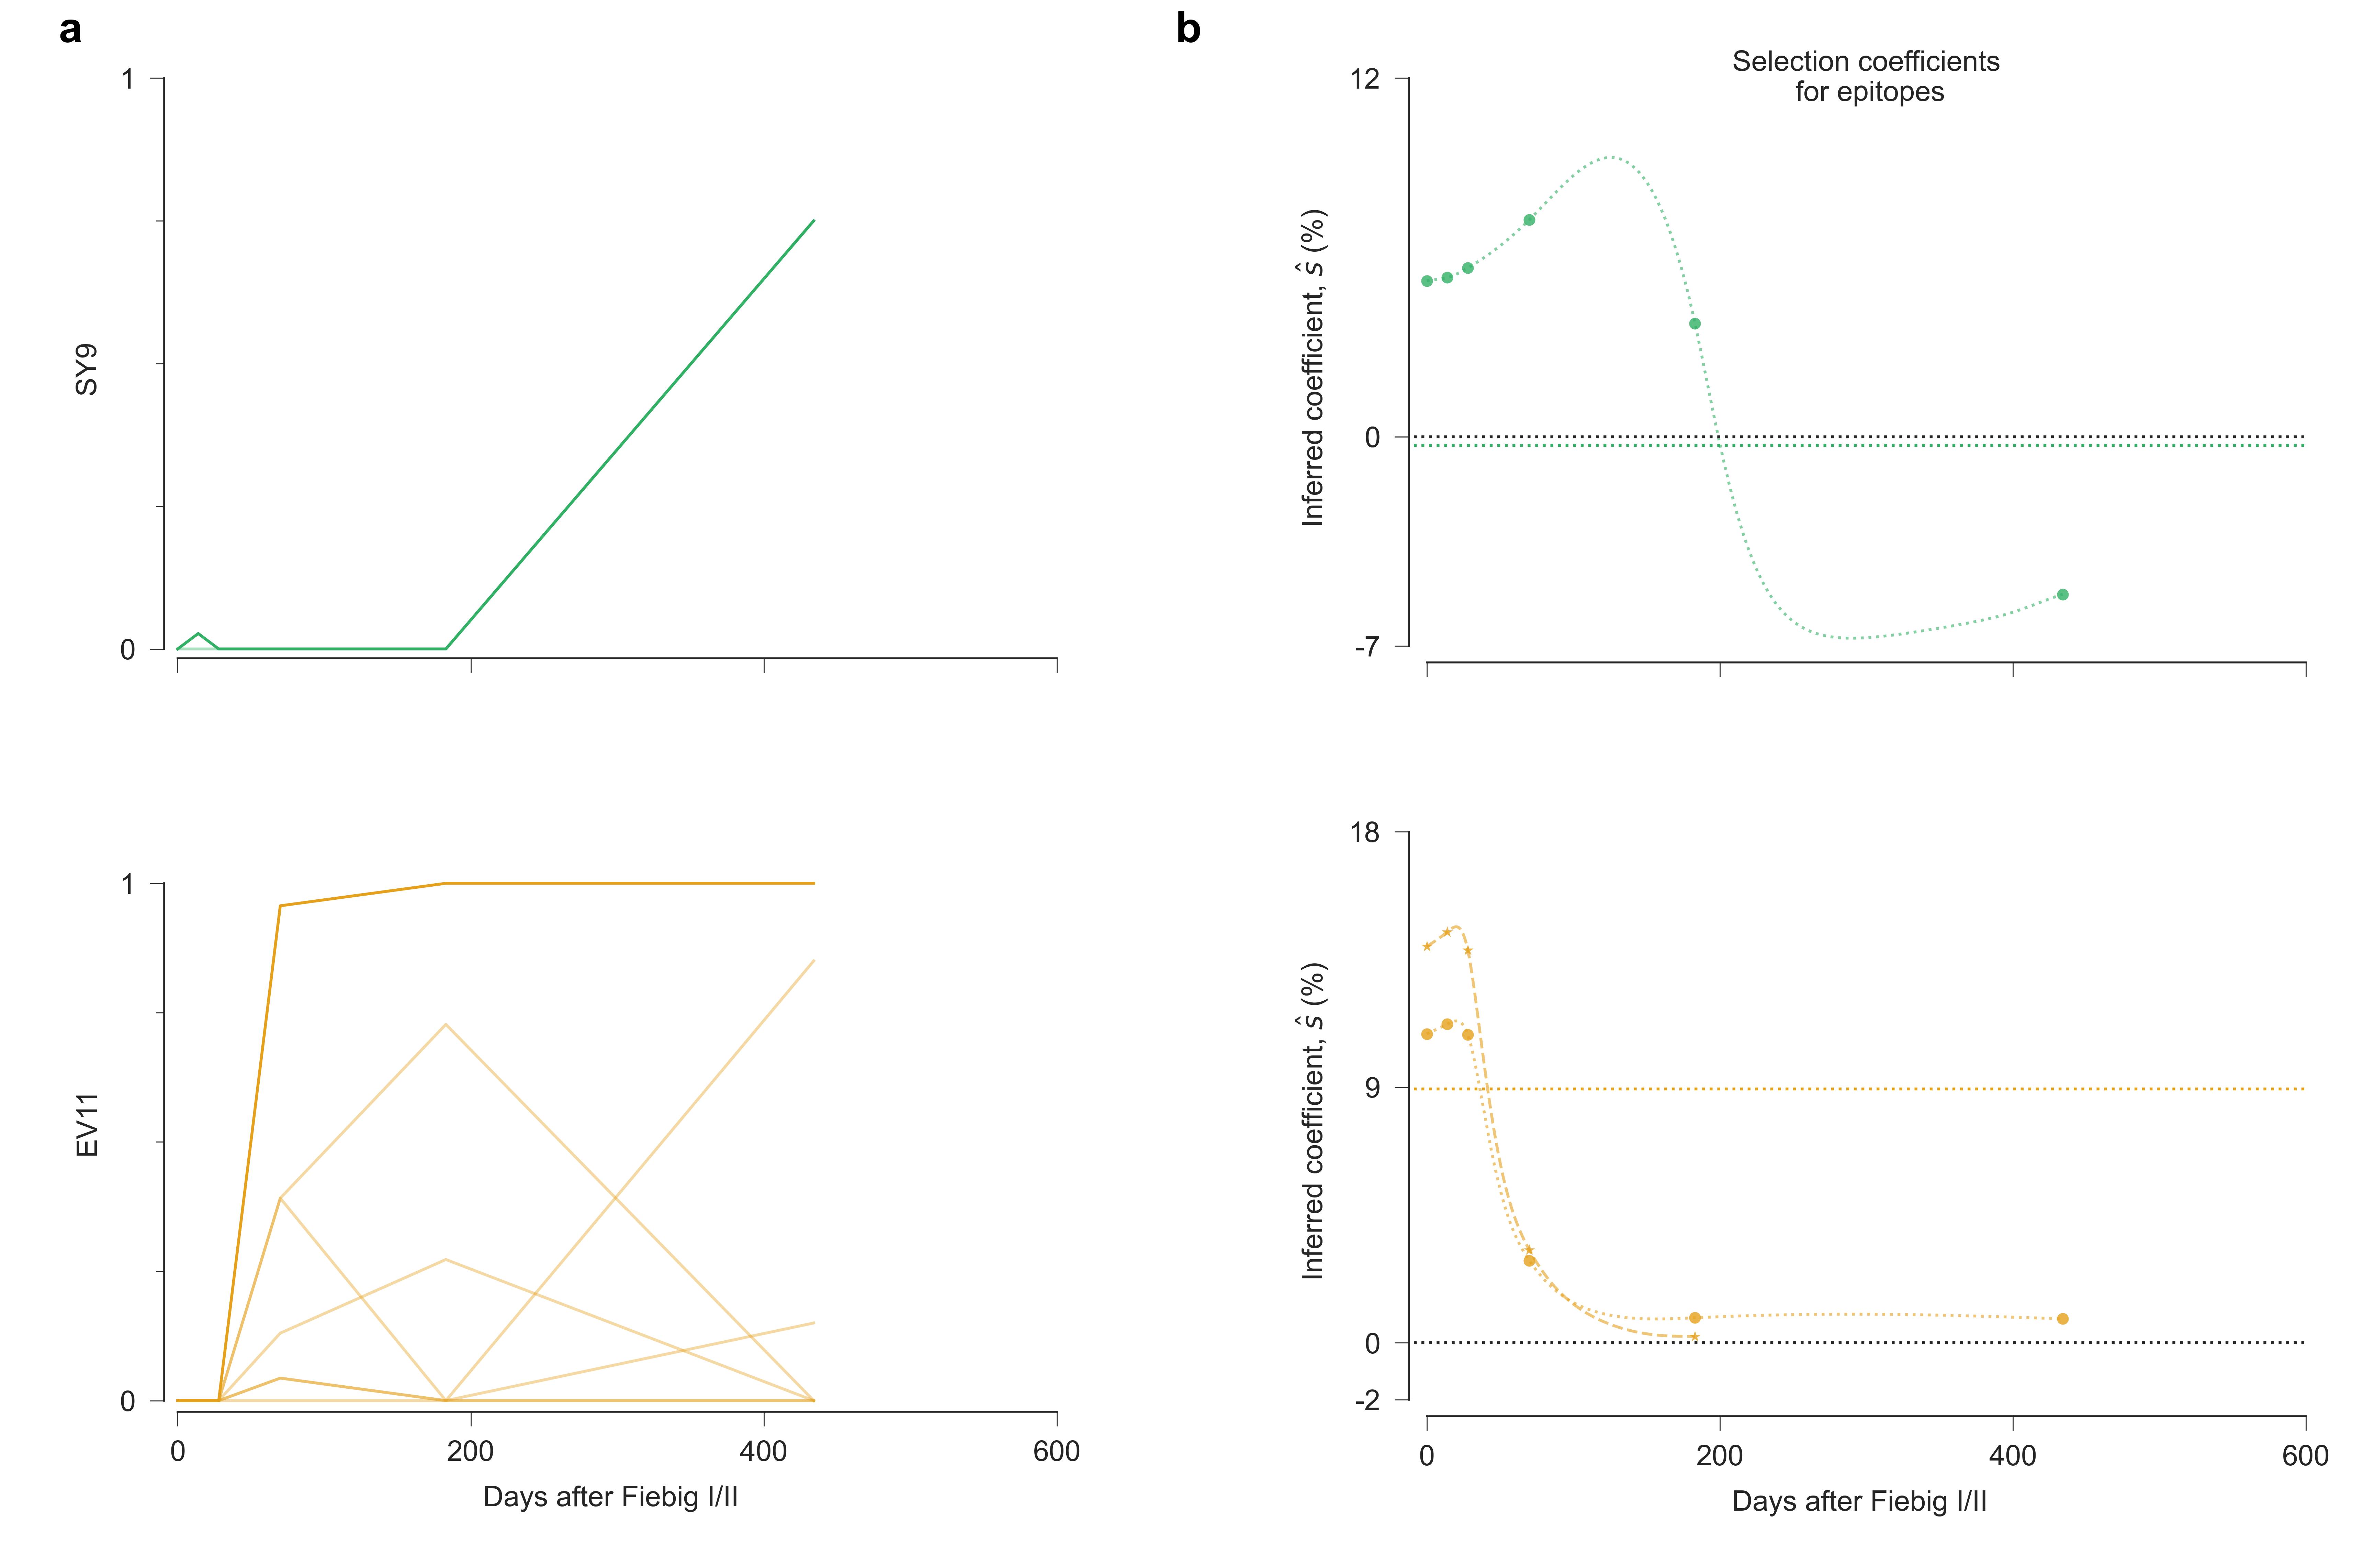 a
1
SY9
0
1
EV11
0
0 200 400 600
Days after Fiebig I/II
b
Selection coefficients
for epitopes
12
Inferred coefficient, ŝ (%)
0
-7
18
Inferred coefficient, ŝ (%)
9
0
-2
0 200 400 600
Days after Fiebig I/II